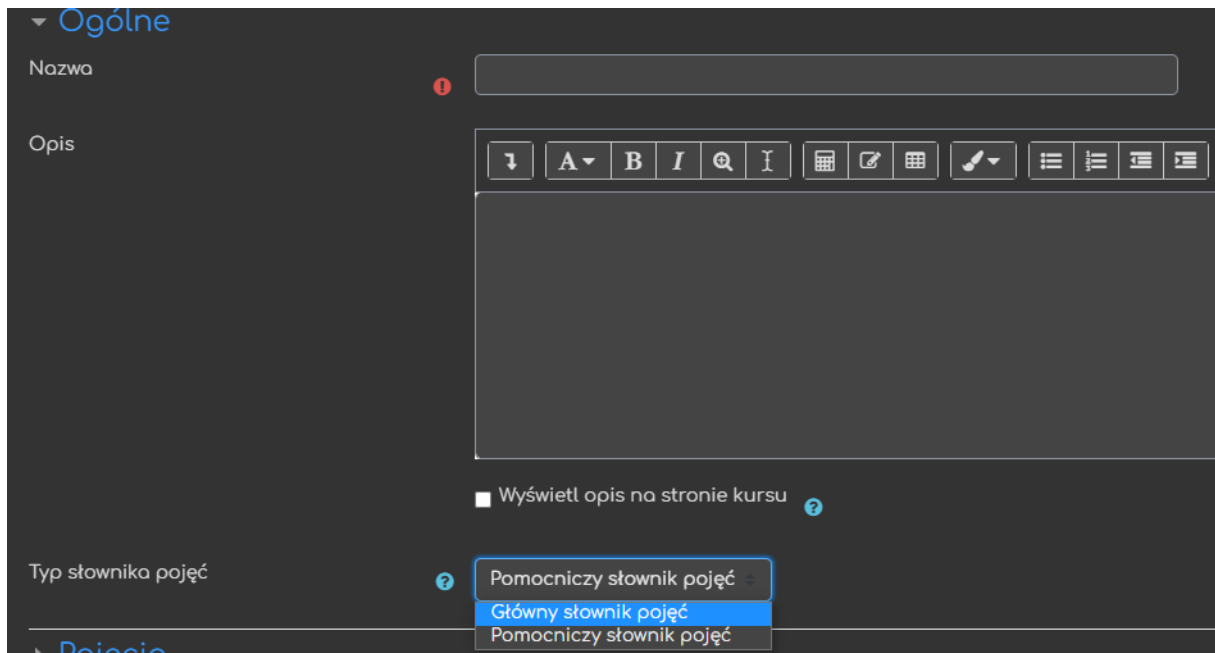 Ogólne
Nazwa
Opis
A B I
Wyświetl opis na stronie kursu
Typ słownika pojęć
Pomocniczy słownik pojęć
Główny słownik pojęć
Pomocniczy słownik pojęć